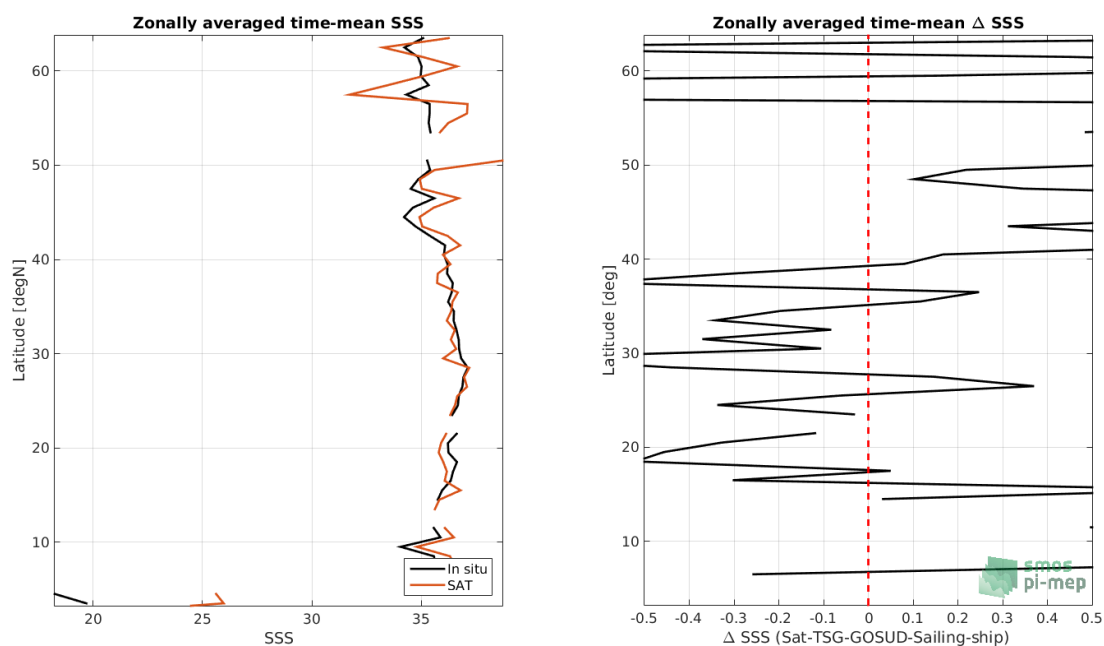 Zonally averaged time-mean SSS
60
50
40
30
20
10
Latitude [degN]
20
25
30
35
SSS
In situ
SAT
Zonally averaged time-mean Δ SSS
60
50
40
30
20
10
Latitude [deg]
-0.5
-0.4
-0.3
-0.2
-0.1
0
0.1
0.2
0.3
0.4
0.5
Δ SSS (Sat-TSG-GOSUD-Sailing-ship)
smos
pi-mep